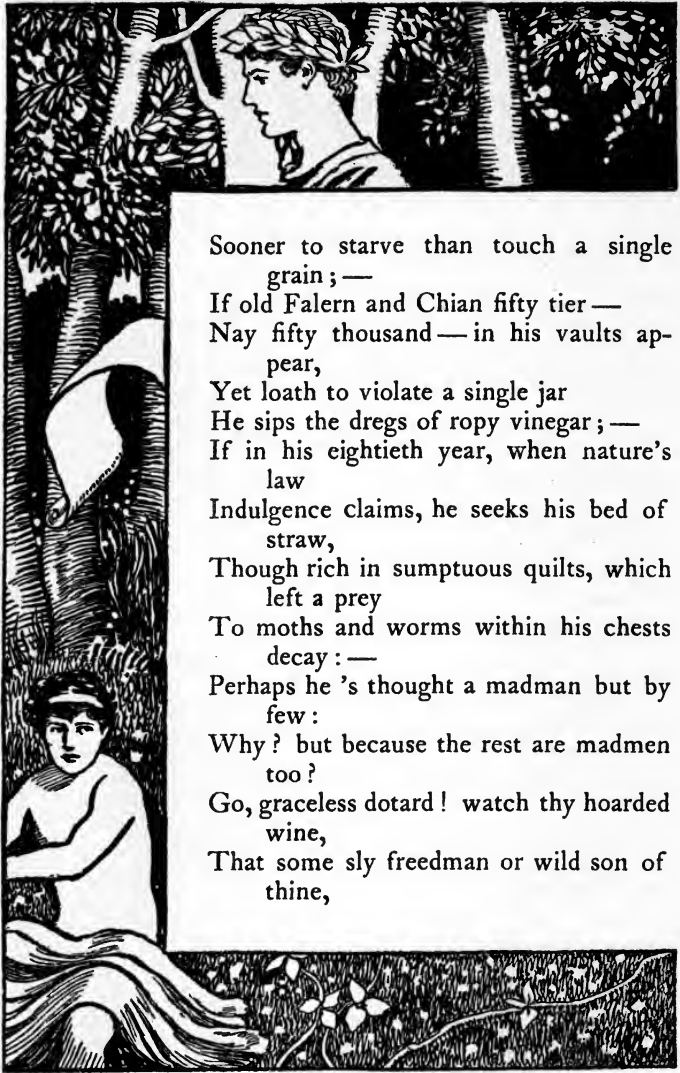 Sooner to starve than touch a single
grain ; —
If old Falern and Chian fifty tier —
Nay fifty thousand — in his vaults ap-
pear,
Yet loath to violate a single jar
He sips the dregs of ropy vinegar ; —
If in his eightieth year, when nature's
law
Indulgence claims, he seeks his bed of
straw,
Though rich in sumptuous quilts, which
left a prey
To moths and worms within his chests
decay : —
Perhaps he 's thought a madman but by
few :
Why ? but because the rest are madmen
too ?
Go, graceless dotard ! watch thy hoarded
wine,
That some sly freedman or wild son of
thine,